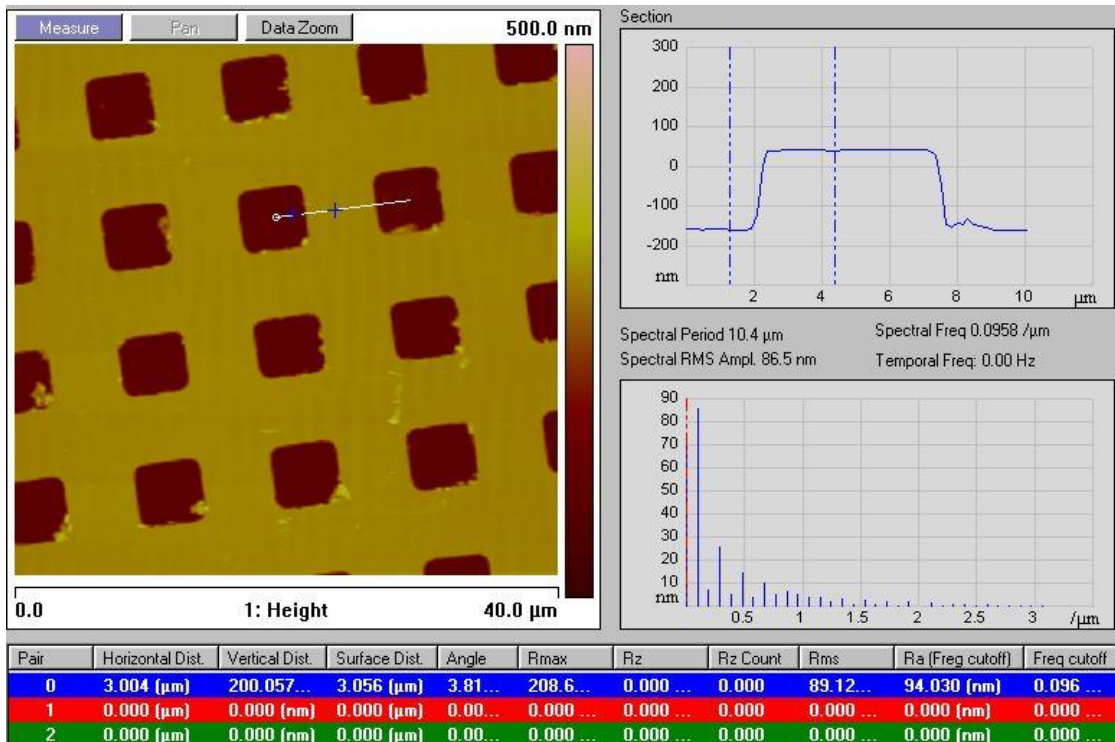 Measure Pan Data Zoom 500.0 nm
0.0 1: Height 40.0 µm
Section
300
200
100
0
-100
-200
nm
2 4 6 8 10 µm
Spectral Period 10.4 µm Spectral Freq 0.0958 /µm
Spectral RMS Ampl. 86.5 nm Temporal Freq: 0.00 Hz
90
80
70
60
50
40
30
20
10
nm
0.5 1 1.5 2 2.5 3 /µm
Pair Horizontal Dist. Vertical Dist. Surface Dist. Angle Rmax Rz Rz Count Rms Ra (Freg cutoff) Freq cutoff
0 3.004 (µm) 200.057... 3.056 (µm) 3.81... 208.6... 0.000 ... 0.000 89.12... 94.030 (nm) 0.096 ...
1 0.000 (µm) 0.000 (nm) 0.000 (µm) 0.00... 0.000 ... 0.000 ... 0.000 0.000 ... 0.000 (nm) 0.000 ...
2 0.000 (µm) 0.000 (nm) 0.000 (µm) 0.00... 0.000 ... 0.000 ... 0.000 0.000 ... 0.000 (nm) 0.000 ...